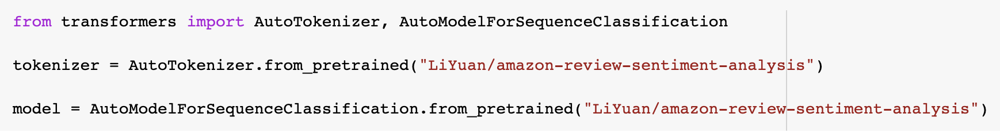 from transformers import AutoTokenizer, AutoModelForSequenceClassification
tokenizer = AutoTokenizer.from_pretrained("LiYuan/amazon-review-sentiment-analysis")
model = AutoModelForSequenceClassification.from_pretrained("LiYuan/amazon-review-sentiment-analysis")